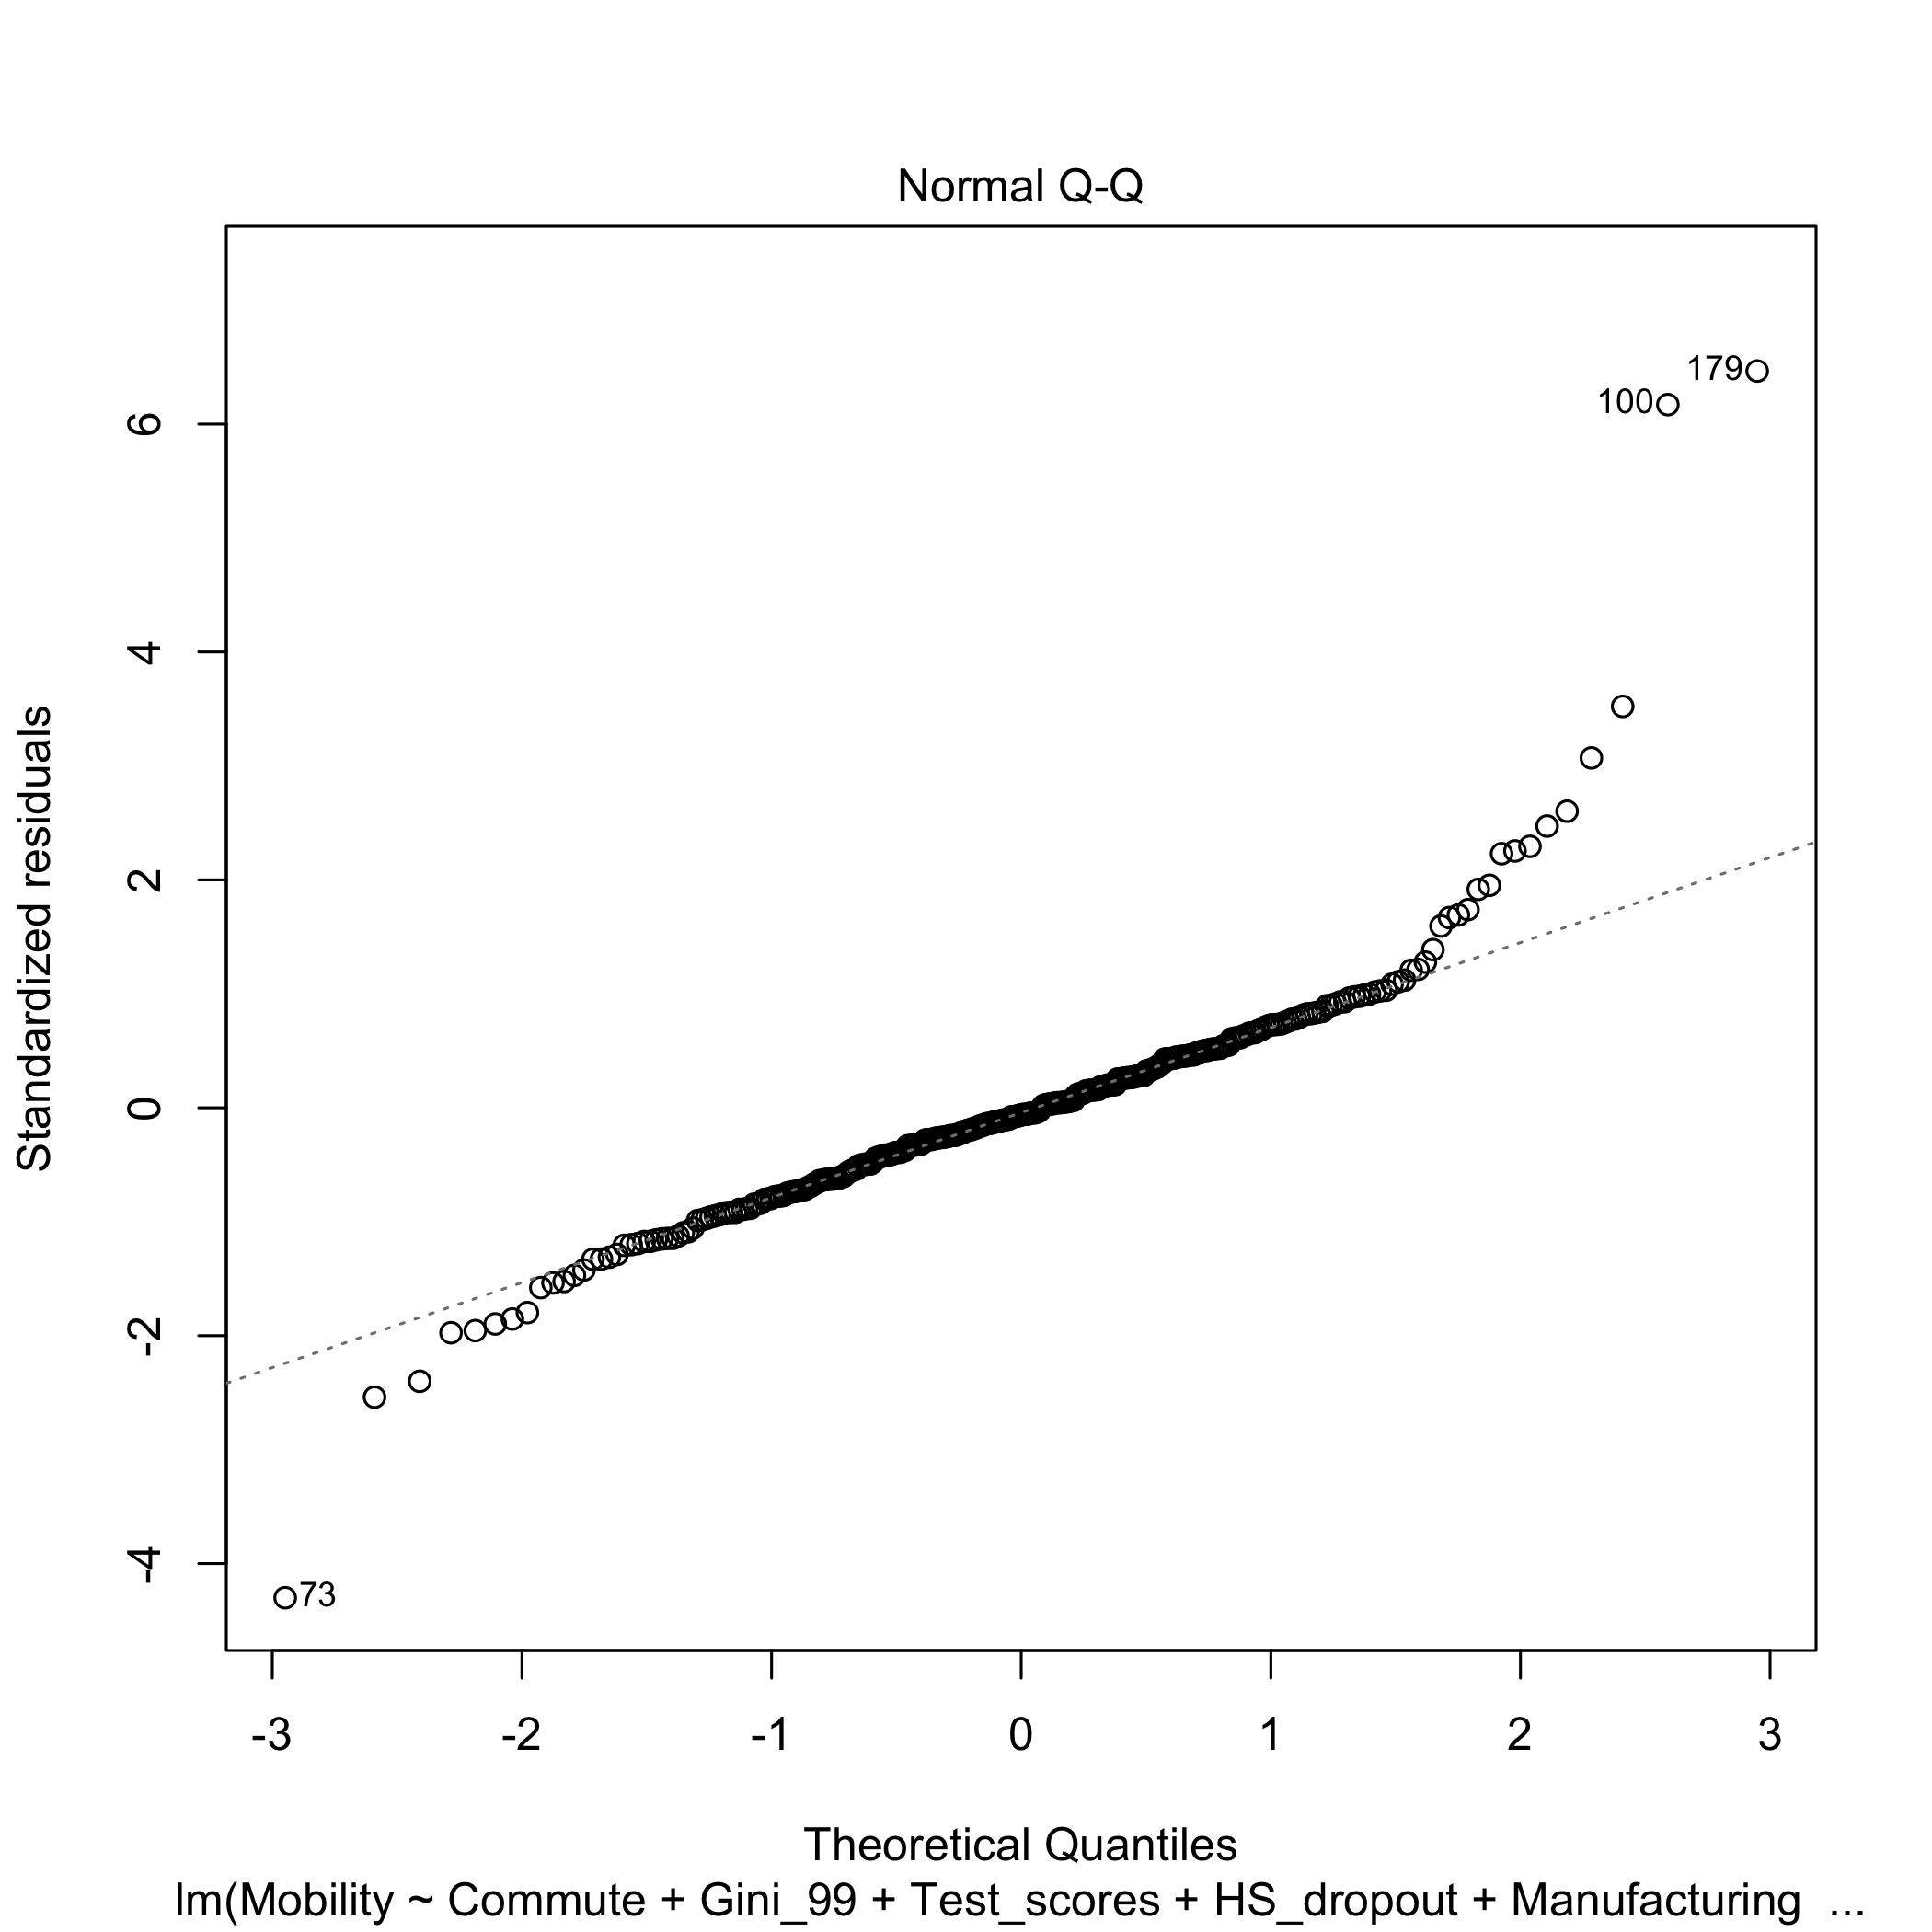 Normal Q-Q
Standardized residuals
6
4
2
0
-2
-4
179
100
73
-3 -2 -1 0 1 2 3
Theoretical Quantiles
lm(Mobility ~ Commute + Gini_99 + Test_scores + HS_dropout + Manufacturing ...